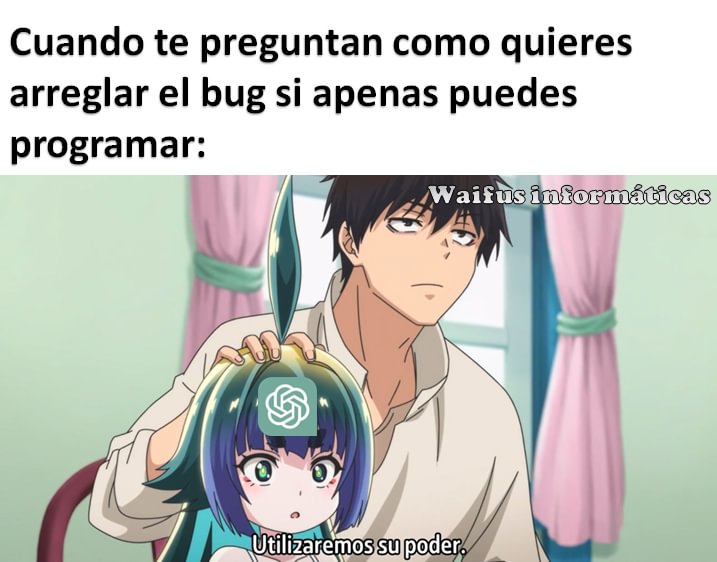 Cuando te preguntan como quieres
arreglar el bug si apenas puedes
programar:
Waifus informáticas
Utilizaremos su poder.